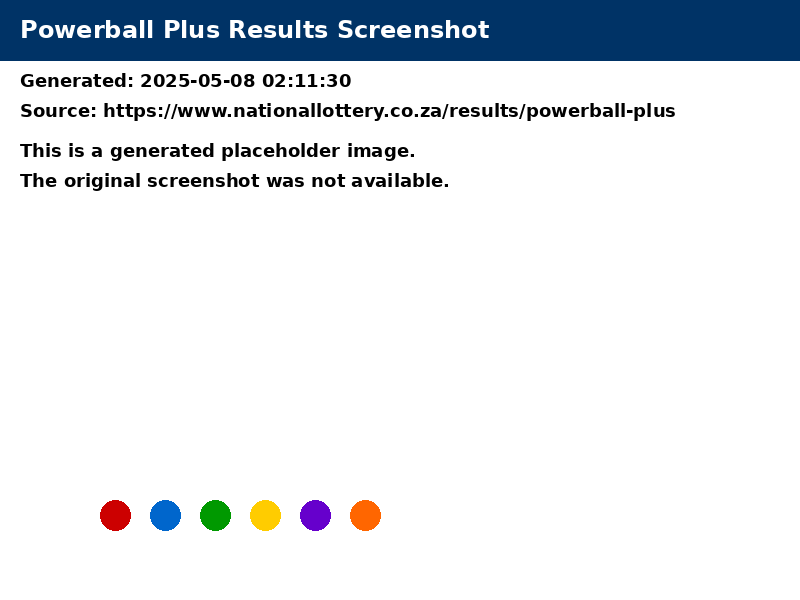 Powerball Plus Results Screenshot
Generated: 2025-05-08 02:11:30
Source: https://www.nationallottery.co.za/results/powerball-plus
This is a generated placeholder image.
The original screenshot was not available.